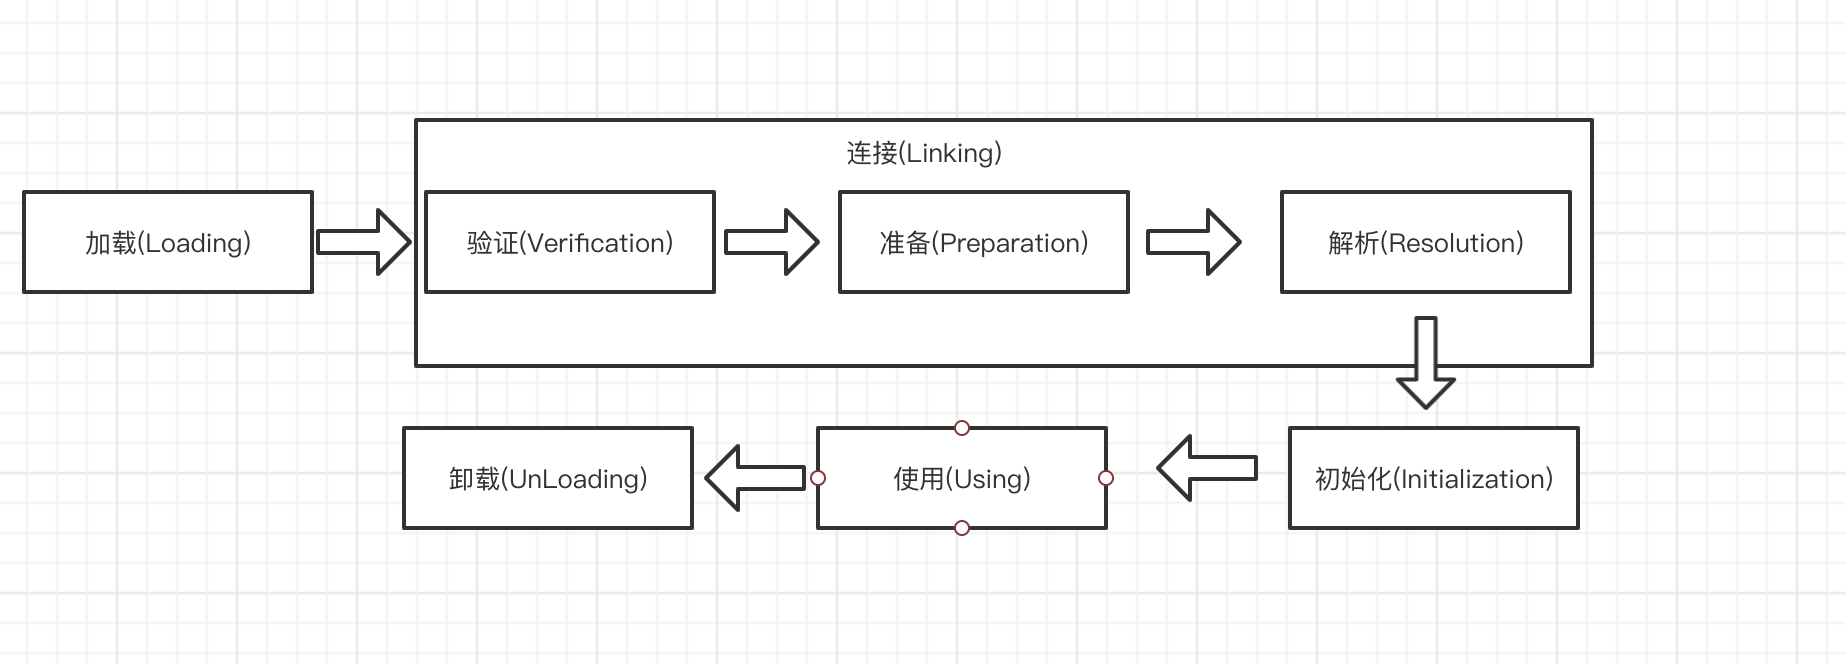 连接(Linking)
加载(Loading)
验证(Verification)
准备(Preparation)
解析(Resolution)
初始化(Initialization)
使用(Using)
卸载(UnLoading)